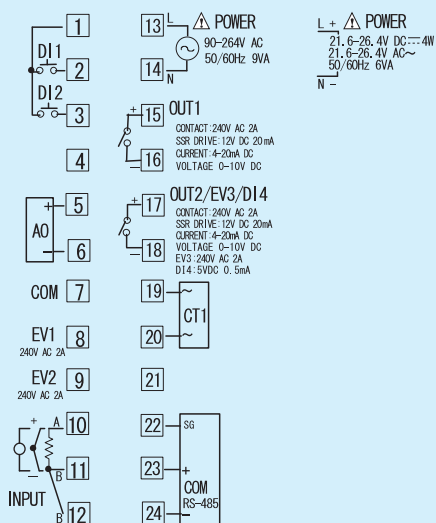 1
DI1
2
DI2
3
4
+ 5
AO
− 6
COM 7
EV1
240V AC 2A
8
EV2
240V AC 2A
9
+ A 10
− B 11
INPUT
B 12
13 L
14 N
⚠ POWER
90-264V AC
50/60Hz 9VA
+ 15
− 16
OUT1
CONTACT:240V AC 2A
SSR DRIVE:12V DC 20mA
CURRENT:4-20mA DC
VOLTAGE 0-10V DC
+ 17
− 18
OUT2/EV3/DI4
CONTACT:240V AC 2A
SSR DRIVE:12V DC 20mA
CURRENT:4-20mA DC
VOLTAGE 0-10V DC
EV3:240V AC 2A
DI4:5VDC 0.5mA
19 ~
CT1
20 ~
21
22 SG
23 +
COM
RS-485
24 −
L + ⚠ POWER
21.6-26.4V DC⎓4W
21.6-26.4V AC~
50/60Hz 6VA
N −